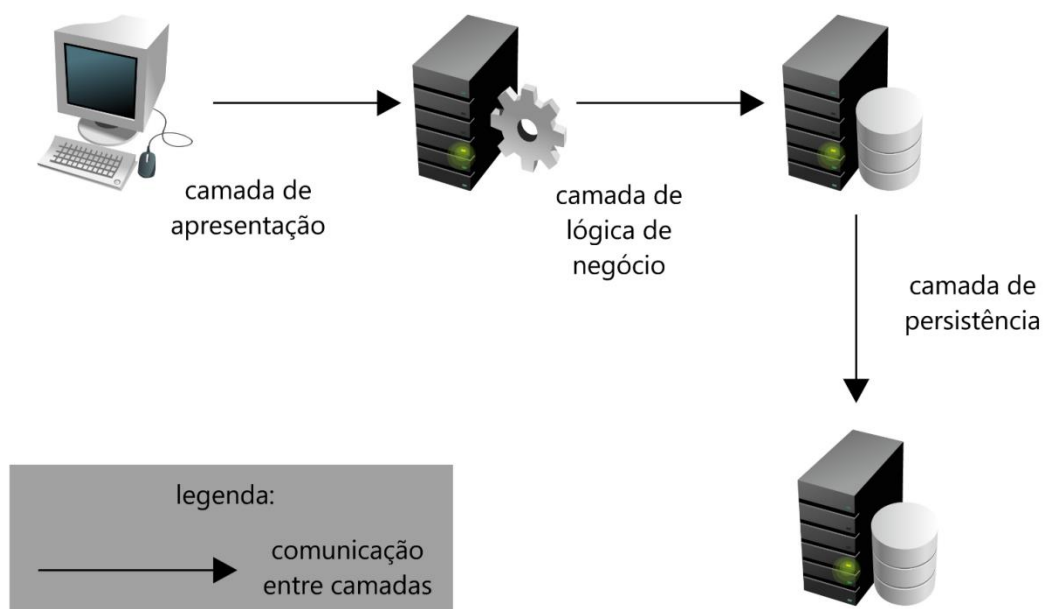 camada de
apresentação
camada de
lógica de
negócio
camada de
persistência
legenda:
comunicação
entre camadas